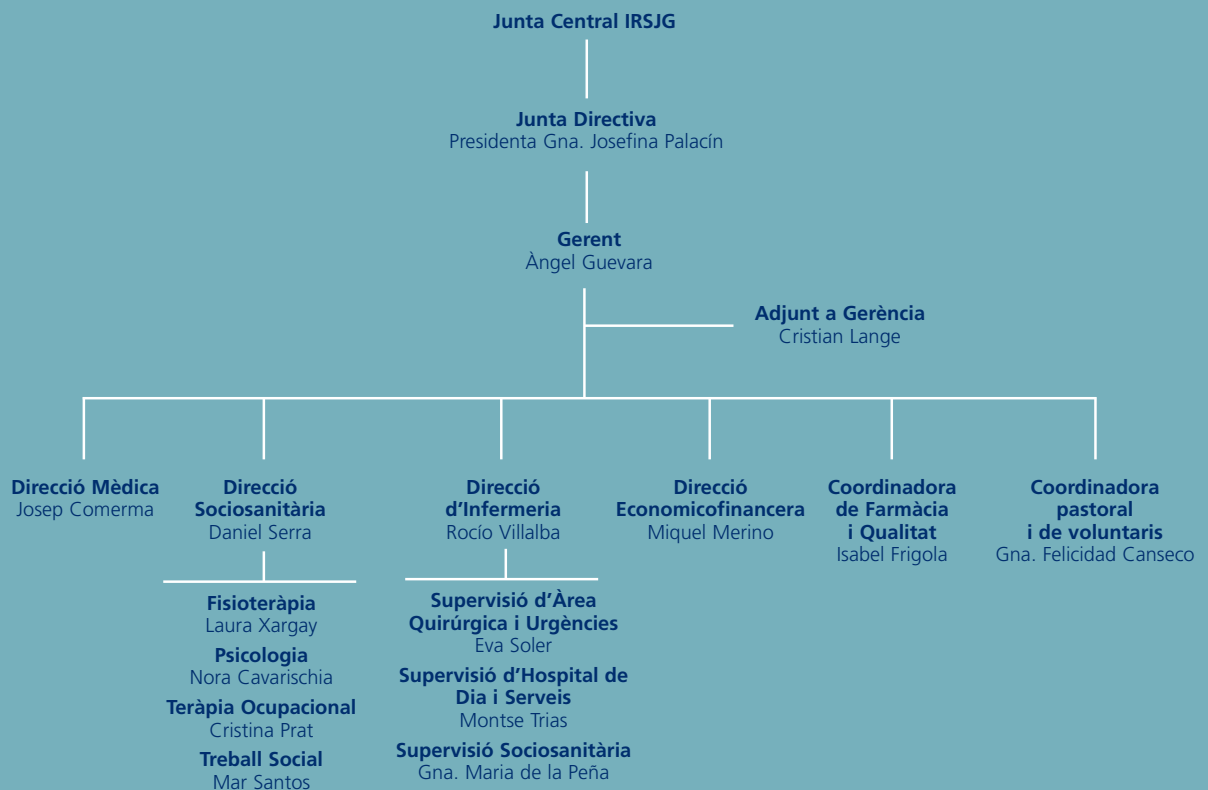 Junta Central IRSJG
Junta Directiva
Presidenta Gna. Josefina Palacín
Gerent
Àngel Guevara
Adjunt a Gerència
Cristian Lange
Direcció Mèdica
Josep Comerma
Direcció
Sociosanitària
Daniel Serra
Fisioteràpia
Laura Xargay
Psicologia
Nora Cavarischia
Teràpia Ocupacional
Cristina Prat
Treball Social
Mar Santos
Direcció
d'Infermeria
Rocío Villalba
Supervisió d'Àrea
Quirúrgica i Urgències
Eva Soler
Supervisió d'Hospital de
Dia i Serveis
Montse Trias
Supervisió Sociosanitària
Gna. Maria de la Peña
Direcció
Economicofinancera
Miquel Merino
Coordinadora
de Farmàcia
i Qualitat
Isabel Frigola
Coordinadora
pastoral
i de voluntaris
Gna. Felicidad Canseco